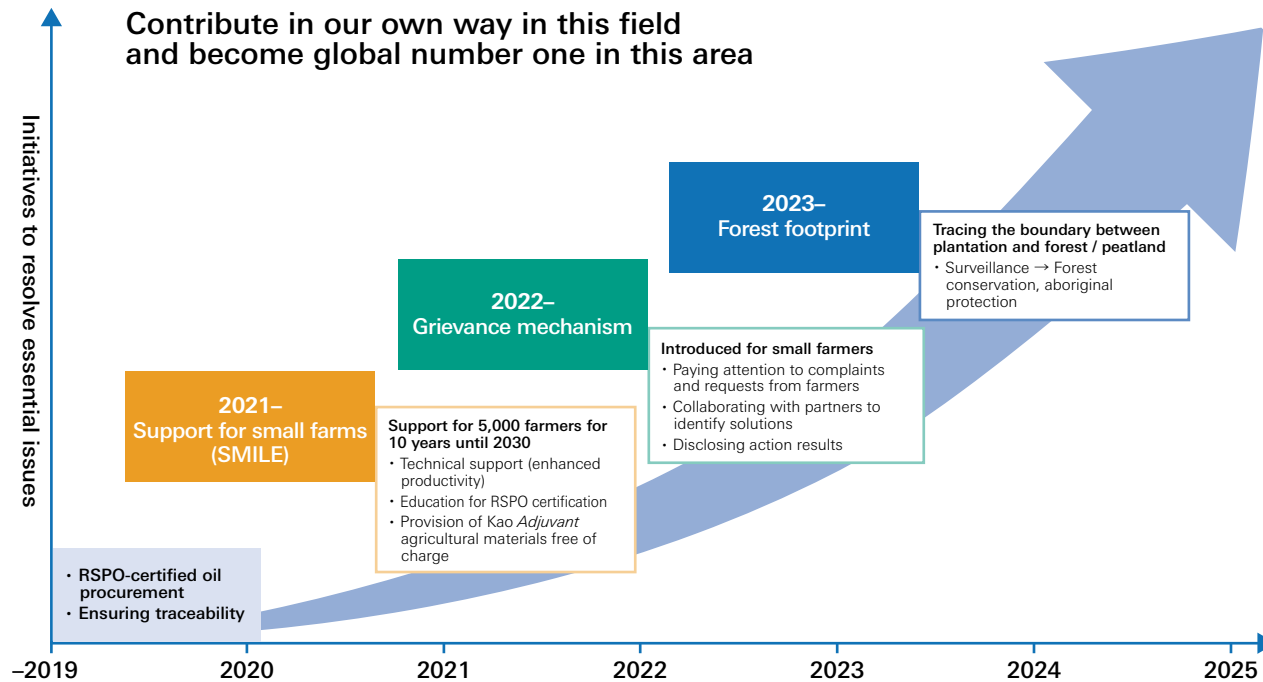 Contribute in our own way in this field
and become global number one in this area
Initiatives to resolve essential issues
2023–
Forest footprint
Tracing the boundary between
plantation and forest / peatland
・Surveillance → Forest
conservation, aboriginal
protection
2022–
Grievance mechanism
Introduced for small farmers
・Paying attention to complaints
and requests from farmers
・Collaborating with partners to
identify solutions
・Disclosing action results
2021–
Support for small farms
(SMILE)
Support for 5,000 farmers for
10 years until 2030
・Technical support (enhanced
productivity)
・Education for RSPO certification
・Provision of Kao Adjuvant
agricultural materials free of
charge
・RSPO-certified oil
procurement
・Ensuring traceability
–2019
2020
2021
2022
2023
2024
2025